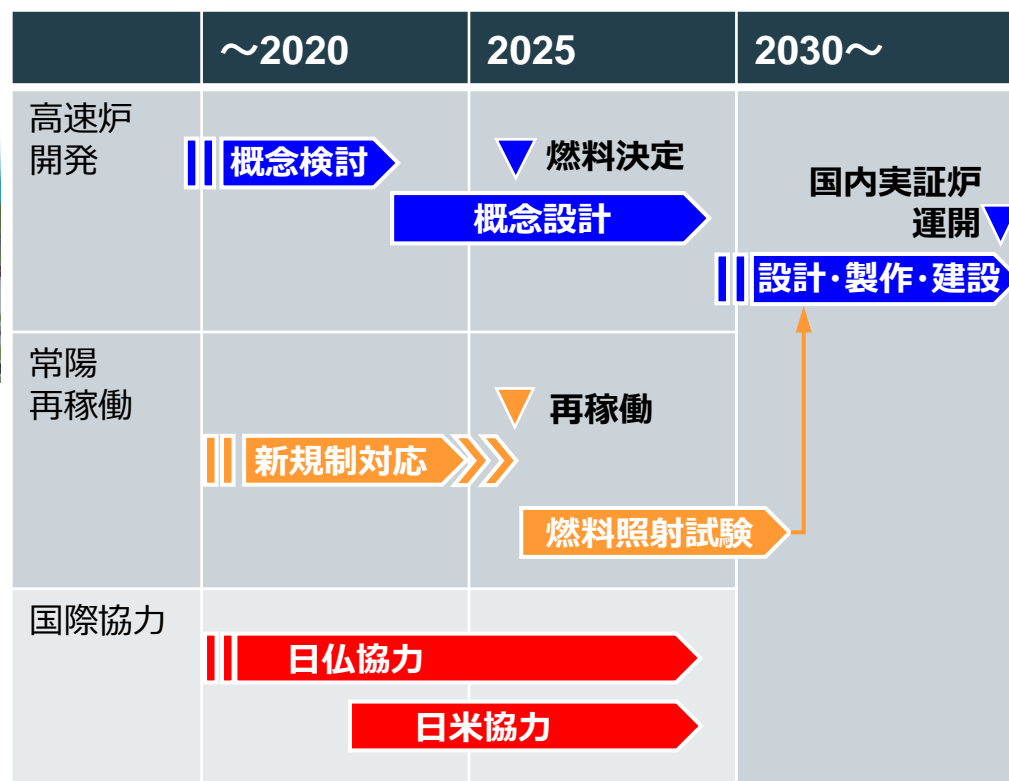 ～2020
2025
2030～
高速炉
開発
概念検討
燃料決定
概念設計
国内実証炉
運開
設計･製作･建設
常陽
再稼働
再稼働
新規制対応
燃料照射試験
国際協力
日仏協力
日米協力